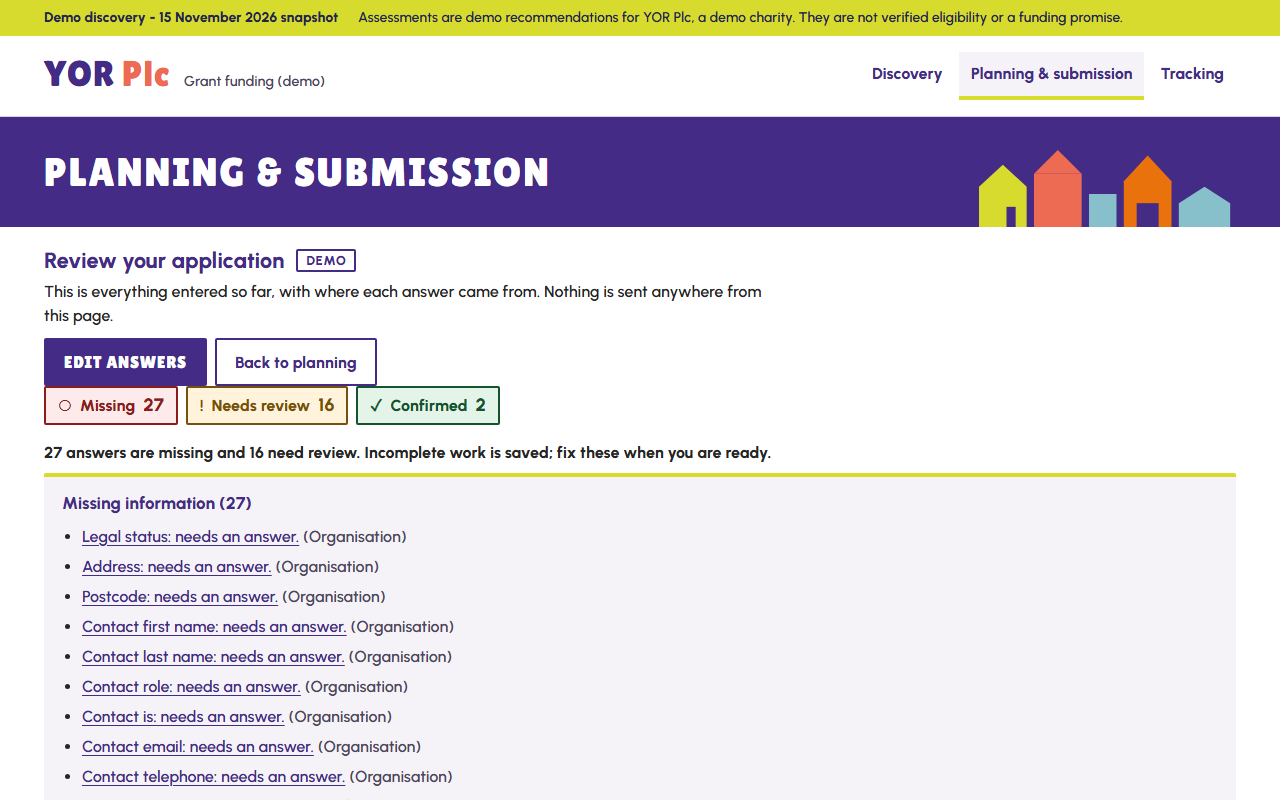 Demo discovery - 15 November 2026 snapshot Assessments are demo recommendations for YOR Plc, a demo charity. They are not verified eligibility or a funding promise.
YOR Plc Grant funding (demo) Discovery Planning & submission Tracking
PLANNING & SUBMISSION
Review your application DEMO
This is everything entered so far, with where each answer came from. Nothing is sent anywhere from
this page.
EDIT ANSWERS Back to planning
○ Missing 27 ! Needs review 16 ✓ Confirmed 2
27 answers are missing and 16 need review. Incomplete work is saved; fix these when you are ready.
Missing information (27)
• Legal status: needs an answer. (Organisation)
• Address: needs an answer. (Organisation)
• Postcode: needs an answer. (Organisation)
• Contact first name: needs an answer. (Organisation)
• Contact last name: needs an answer. (Organisation)
• Contact role: needs an answer. (Organisation)
• Contact is: needs an answer. (Organisation)
• Contact email: needs an answer. (Organisation)
• Contact telephone: needs an answer. (Organisation)